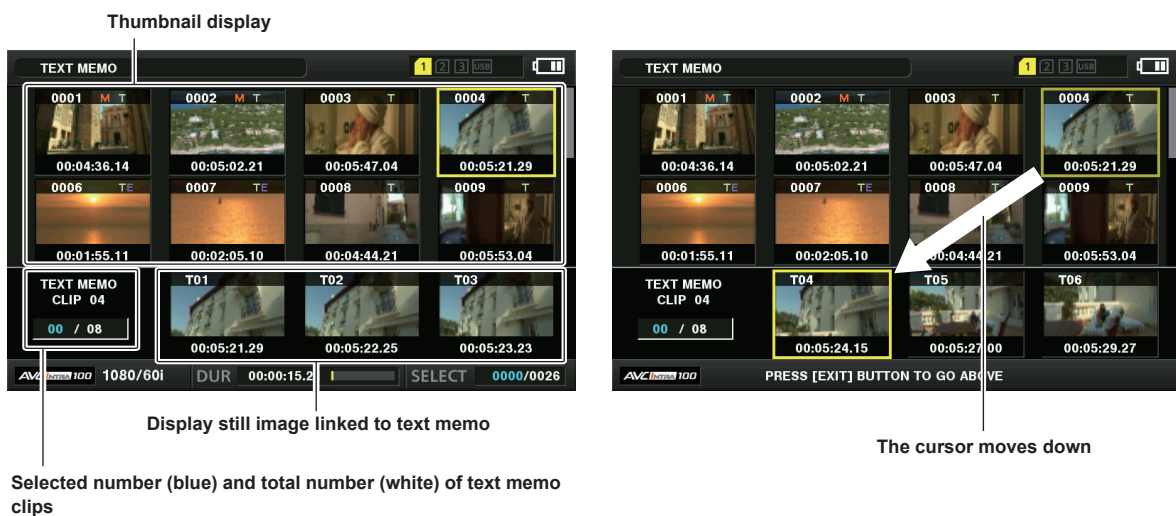 Thumbnail display
TEXT MEMO
1 2 3 USB
0001 M T
0002 M T
0003 T
0004 T
00:04:36.14
00:05:02.21
00:05:47.04
00:05:21.29
0006 TE
0007 TE
0008 T
0009 T
00:01:55.11
00:02:05.10
00:04:44.21
00:05:53.04
TEXT MEMO
CLIP 04
00 / 08
T01
T02
T03
00:05:21.29
00:05:22.25
00:05:23.23
AVC INTRA 100 1080/60i DUR 00:00:15.2 SELECT 0000/0026
Display still image linked to text memo
Selected number (blue) and total number (white) of text memo
clips
TEXT MEMO
1 2 3 USB
0001 M T
0002 M T
0003 T
0004 T
00:04:36.14
00:05:02.21
00:05:47.04
00:05:21.29
0006 TE
0007 TE
0008 T
0009 T
00:01:55.11
00:02:05.10
00:04:44.21
00:05:53.04
TEXT MEMO
CLIP 04
00 / 08
T04
T05
T06
00:05:24.15
00:05:27.00
00:05:29.27
AVC INTRA 100 PRESS [EXIT] BUTTON TO GO ABOVE
The cursor moves down